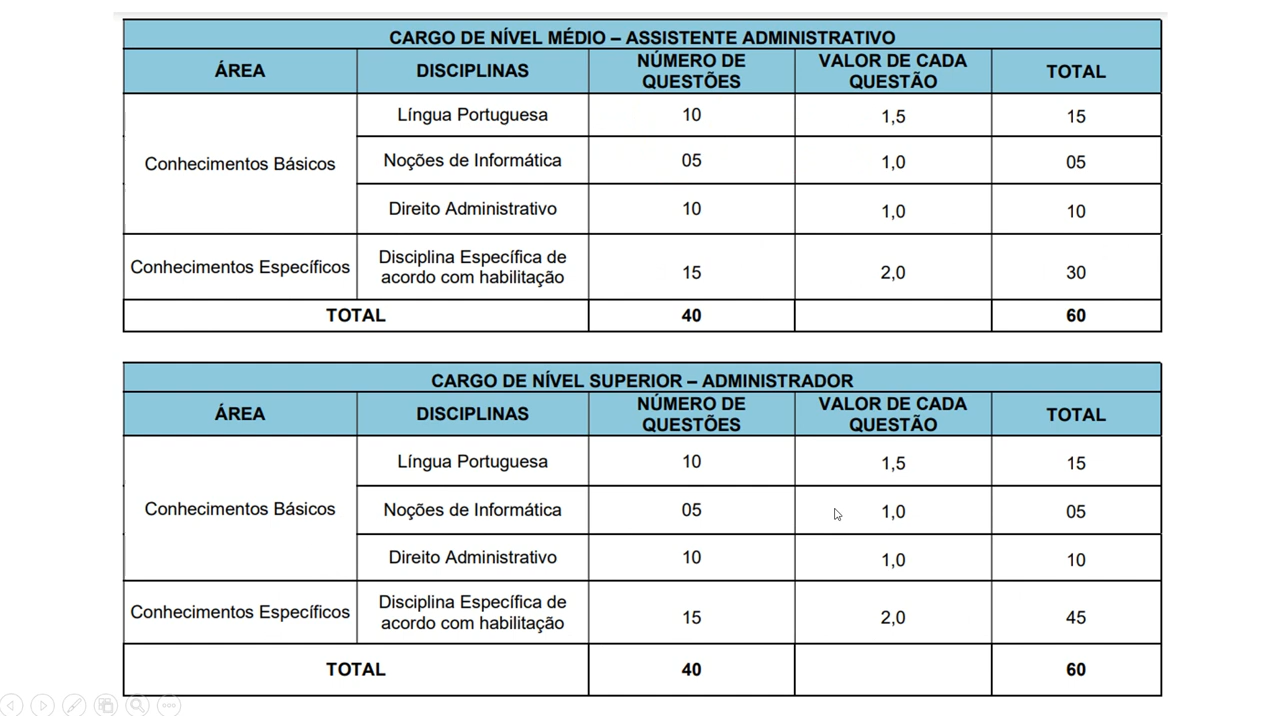 CARGO DE NÍVEL MÉDIO – ASSISTENTE ADMINISTRATIVO
ÁREA DISCIPLINAS NÚMERO DE QUESTÕES VALOR DE CADA QUESTÃO TOTAL
Conhecimentos Básicos Língua Portuguesa 10 1,5 15
Noções de Informática 05 1,0 05
Direito Administrativo 10 1,0 10
Conhecimentos Específicos Disciplina Específica de acordo com habilitação 15 2,0 30
TOTAL 40 60
CARGO DE NÍVEL SUPERIOR – ADMINISTRADOR
ÁREA DISCIPLINAS NÚMERO DE QUESTÕES VALOR DE CADA QUESTÃO TOTAL
Conhecimentos Básicos Língua Portuguesa 10 1,5 15
Noções de Informática 05 1,0 05
Direito Administrativo 10 1,0 10
Conhecimentos Específicos Disciplina Específica de acordo com habilitação 15 2,0 45
TOTAL 40 60